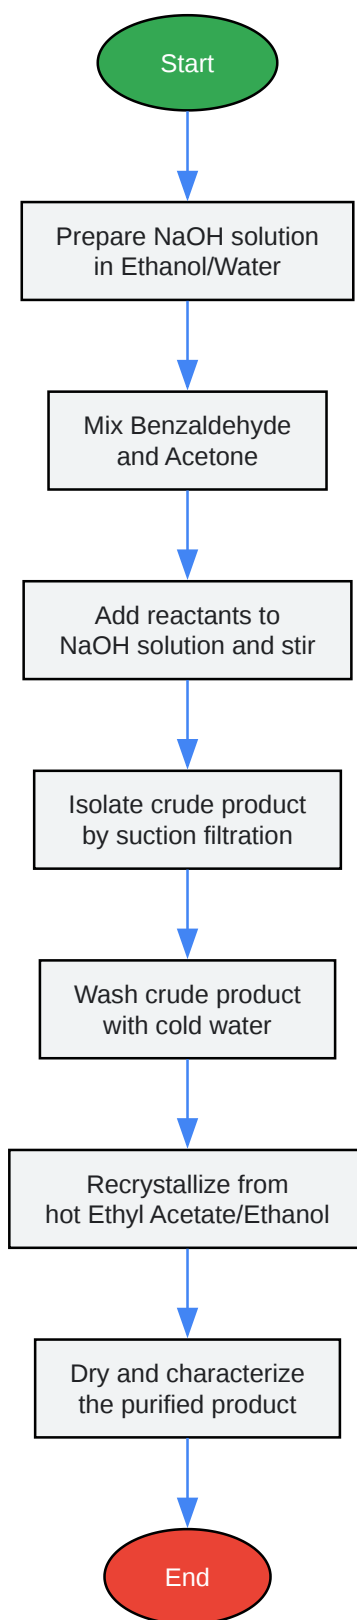 Start
Prepare NaOH solution
in Ethanol/Water
Mix Benzaldehyde
and Acetone
Add reactants to
NaOH solution and stir
Isolate crude product
by suction filtration
Wash crude product
with cold water
Recrystallize from
hot Ethyl Acetate/Ethanol
Dry and characterize
the purified product
End